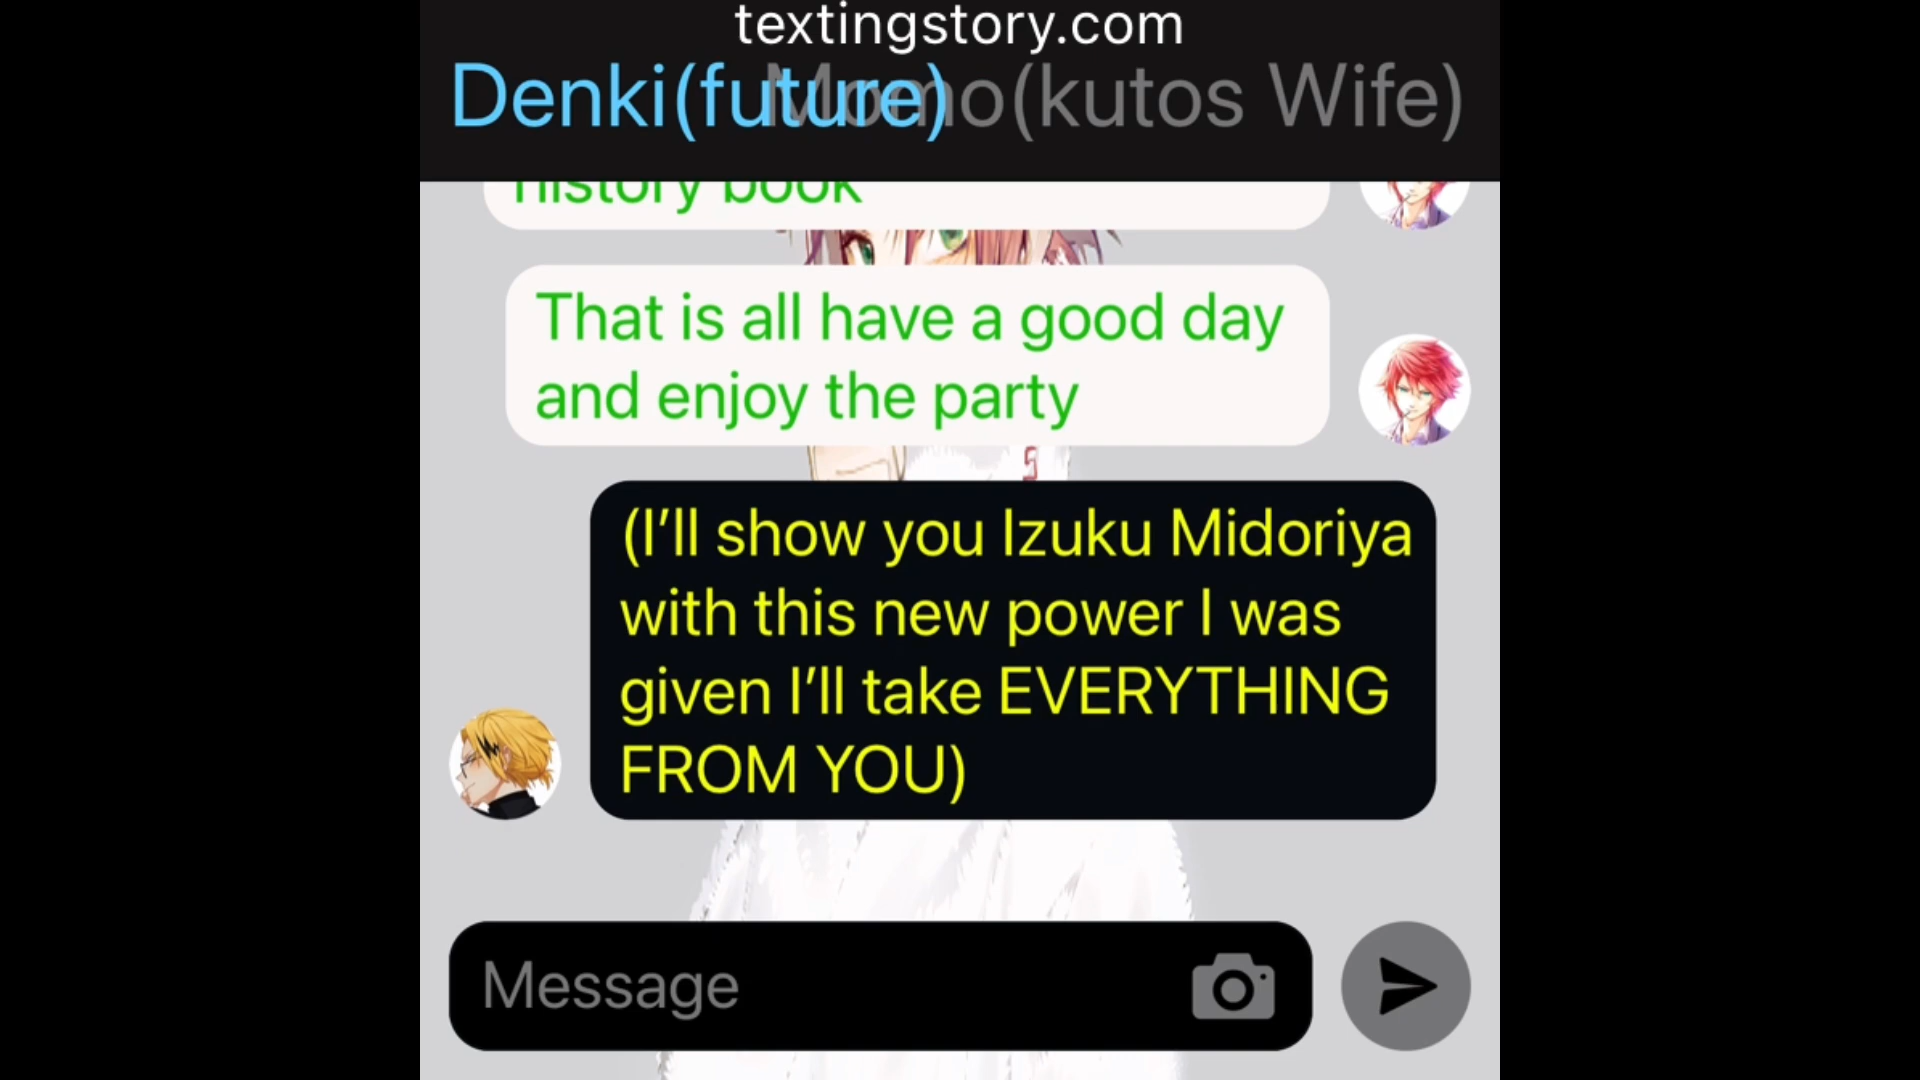 textingstory.com
Denki(future)
Momo(kutos Wife)
history book
That is all have a good day
and enjoy the party
(I’ll show you Izuku Midoriya
with this new power I was
given I’ll take EVERYTHING
FROM YOU)
Message